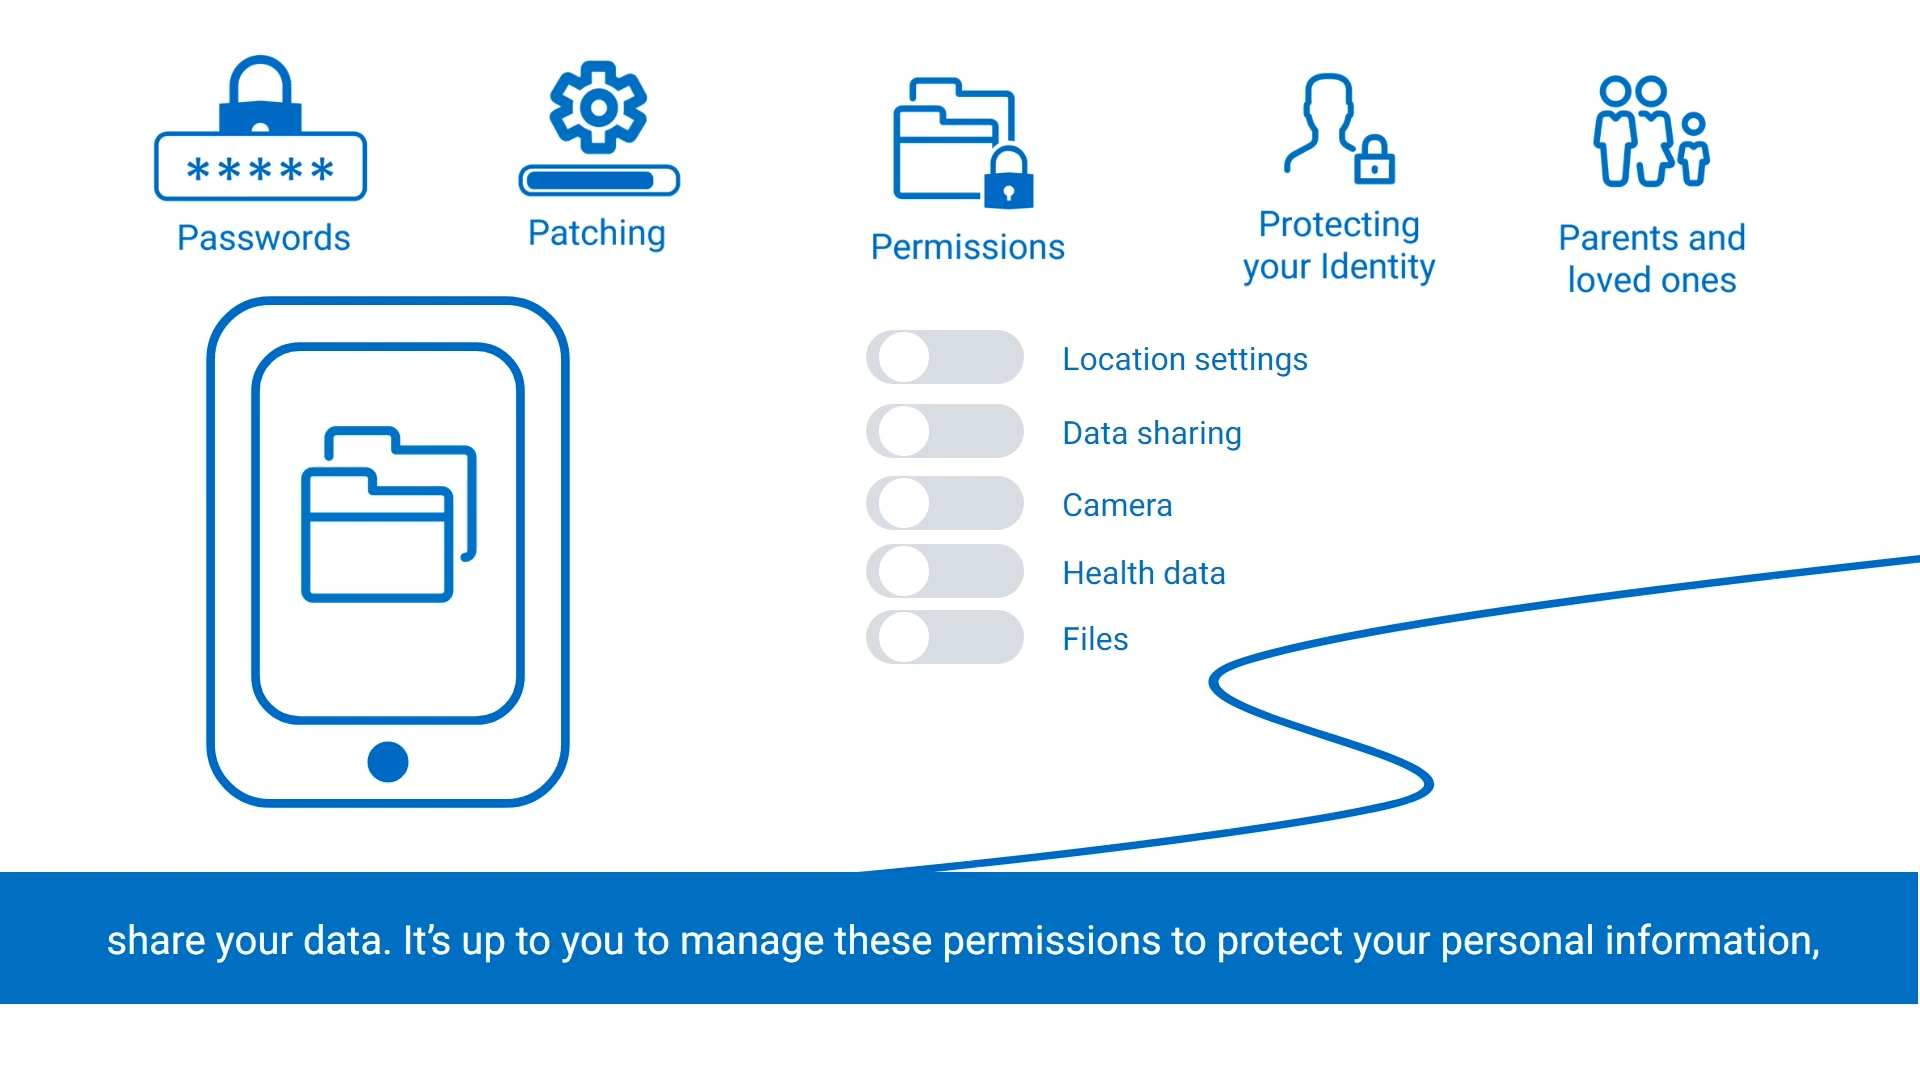 *****
Passwords
Patching
Permissions
Protecting
your Identity
Parents and
loved ones
Location settings
Data sharing
Camera
Health data
Files
share your data. It’s up to you to manage these permissions to protect your personal information,